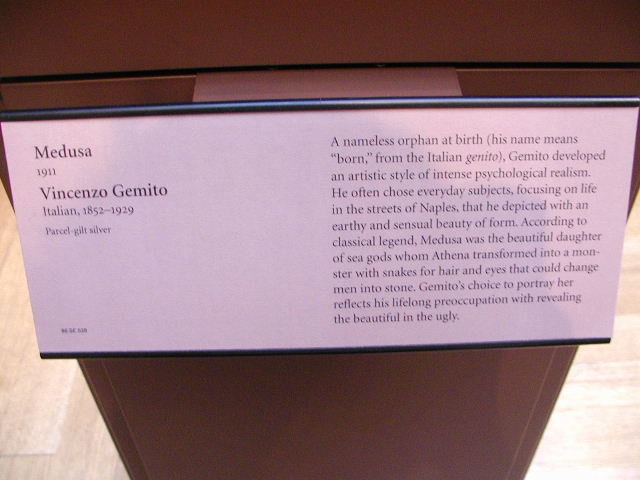 Medusa
1911
Vincenzo Gemito
Italian, 1852–1929
Parcel-gilt silver
A nameless orphan at birth (his name means
“born,” from the Italian genito), Gemito developed
an artistic style of intense psychological realism.
He often chose everyday subjects, focusing on life
in the streets of Naples, that he depicted with an
earthy and sensual beauty of form. According to
classical legend, Medusa was the beautiful daughter
of sea gods whom Athena transformed into a mon-
ster with snakes for hair and eyes that could change
men into stone. Gemito’s choice to portray her
reflects his lifelong preoccupation with revealing
the beautiful in the ugly.